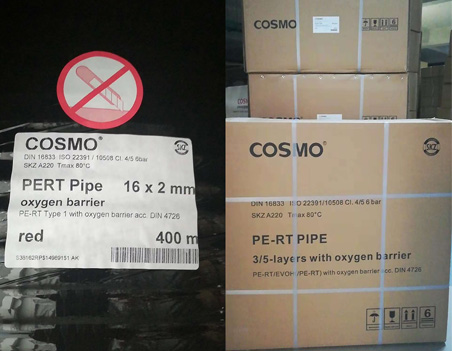 COSMO®
DIN 16833 ISO 22391 / 10508 Cl. 4/5 6bar
SKZ A220 Tmax 80°C
PERT Pipe 16 x 2 mm
oxygen barrier
PE-RT Type 1 with oxygen barrier acc. DIN 4726
red 400 m
COSMO®
6
COSMO®
SKZ
DIN 16833 ISO 22391/10508 Cl. 4/5 6 bar
SKZ A220 Tmax 80°C
PE-RT PIPE
3/5-layers with oxygen barrier
PE-RT/EVOH/(PE-RT) with oxygen barrier acc. DIN 4726
6